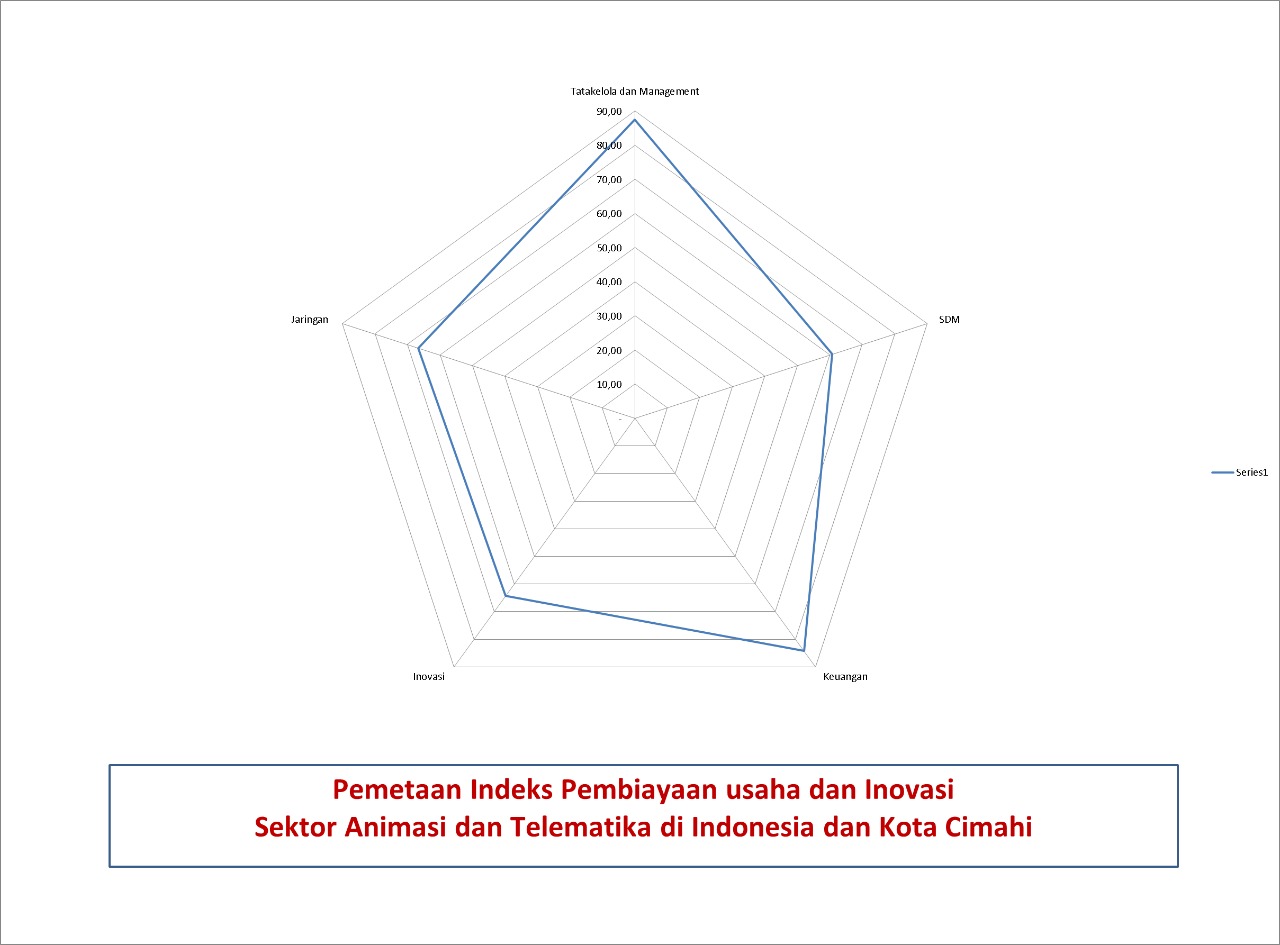 Tatakelola dan Management
90,00
80,00
70,00
60,00
50,00
40,00
30,00
20,00
10,00
-
Jaringan
SDM
Series1
Inovasi
Keuangan
Pemetaan Indeks Pembiayaan usaha dan Inovasi
Sektor Animasi dan Telematika di Indonesia dan Kota Cimahi